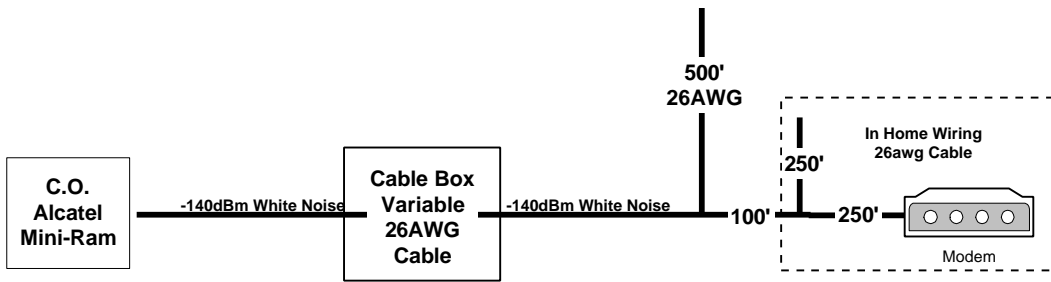 C.O.
Alcatel
Mini-Ram
-140dBm White Noise
Cable Box
Variable
26AWG
Cable
-140dBm White Noise
500'
26AWG
100'
250'
In Home Wiring
26awg Cable
250'
Modem